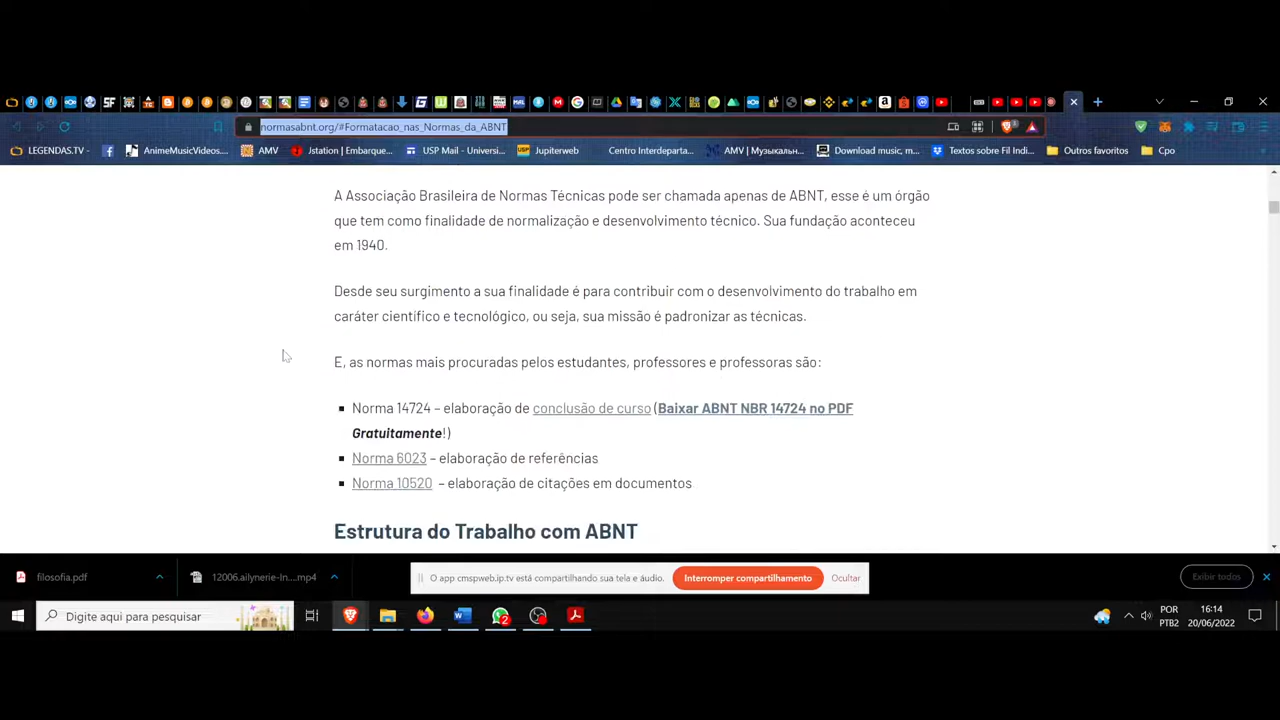 normasabnt.org/#Formatacao_nas_Normas_da_ABNT
LEGENDAS.TV -
AnimeMusicVideos...
AMV
Jstation | Embarque...
USP Mail - Universi...
Jupiterweb
Centro Interdeparta...
AMV | Музыкальн...
Download music, m...
Textos sobre Fil Indi...
Outros favoritos
Cpo
A Associação Brasileira de Normas Técnicas pode ser chamada apenas de ABNT, esse é um órgão
que tem como finalidade de normalização e desenvolvimento técnico. Sua fundação aconteceu
em 1940.
Desde seu surgimento a sua finalidade é para contribuir com o desenvolvimento do trabalho em
caráter científico e tecnológico, ou seja, sua missão é padronizar as técnicas.
E, as normas mais procuradas pelos estudantes, professores e professoras são:
Norma 14724 – elaboração de conclusão de curso (Baixar ABNT NBR 14724 no PDF
Gratuitamente!)
Norma 6023 – elaboração de referências
Norma 10520 – elaboração de citações em documentos
Estrutura do Trabalho com ABNT
filosofia.pdf
12006.ailynerie-In....mp4
O app cmspweb.ip.tv está compartilhando sua tela e áudio.
Interromper compartilhamento
Ocultar
Exibir todos
Digite aqui para pesquisar
2
POR
PTB2
16:14
20/06/2022